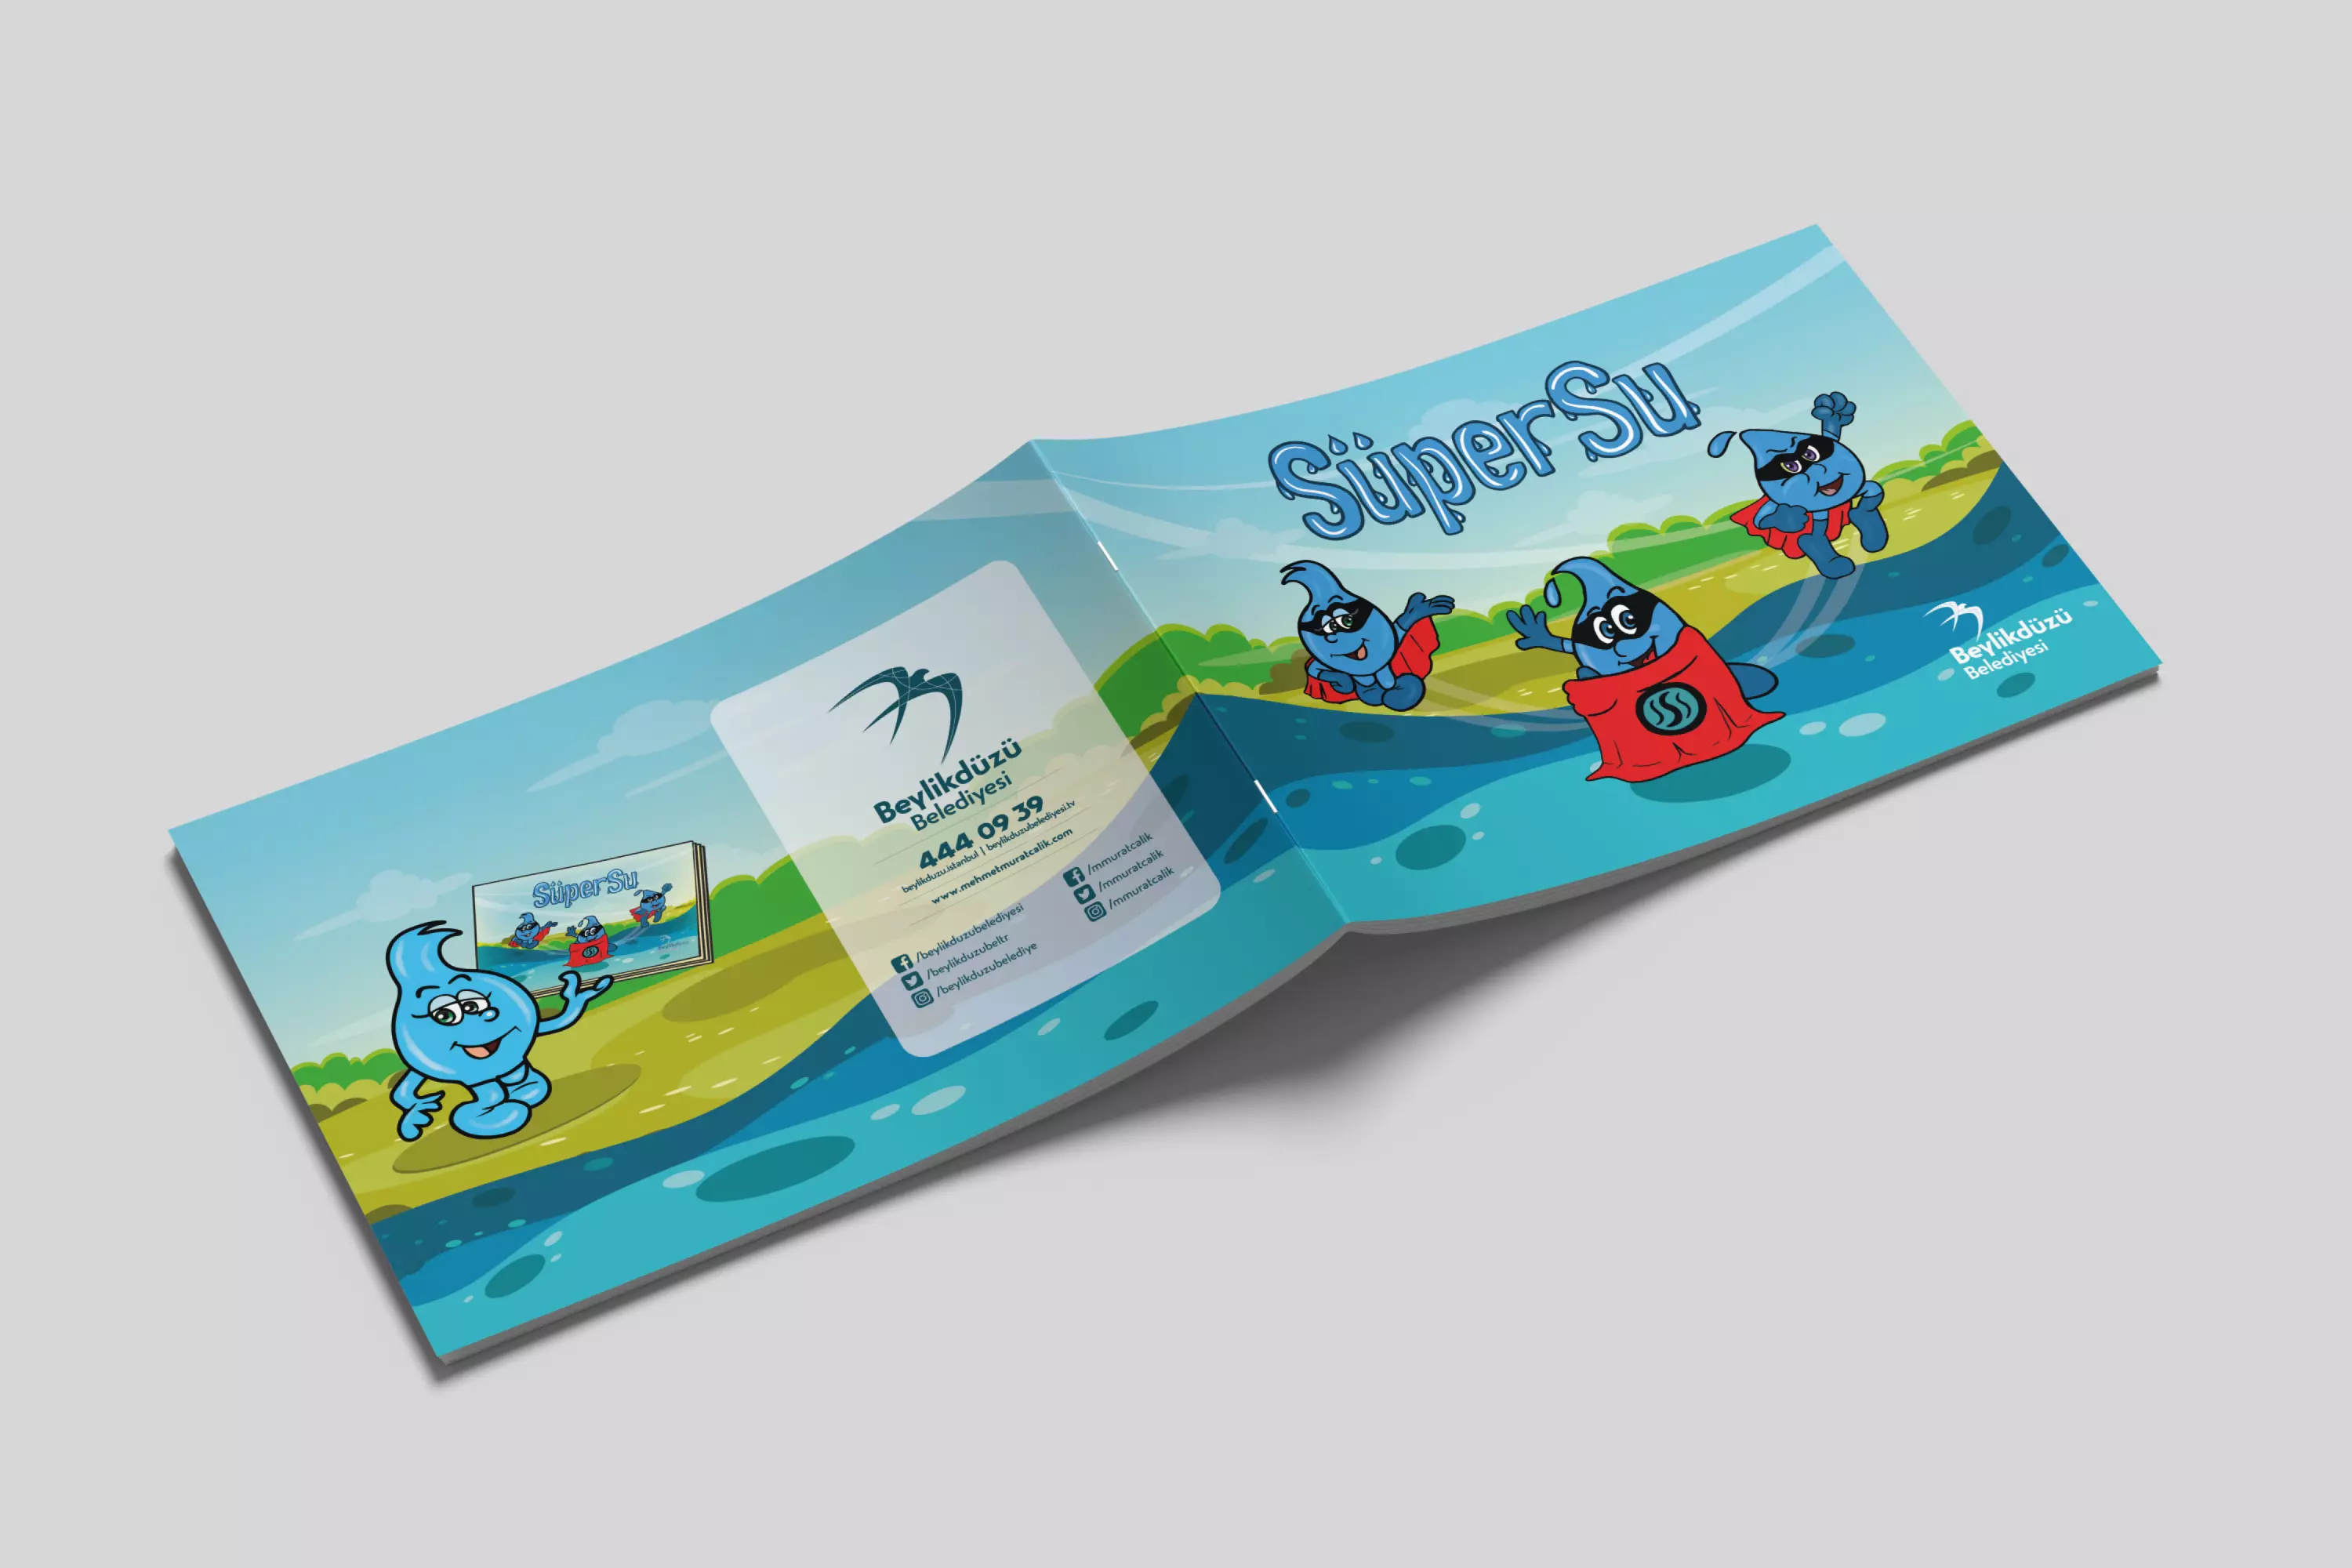 SüperSu
Beylikdüzü
Belediyesi
444 09 39
beylikduzu.istanbul | beylikduzubelediyesi.tv
www.mehmetmuratcalik.com
/beylikduzubelediyesi
/beylikduzubeltr
/beylikduzubelediye
/mmuratcalik
/mmuratcalik
/mmuratcalik
SüperSu
Beylikdüzü
Belediyesi